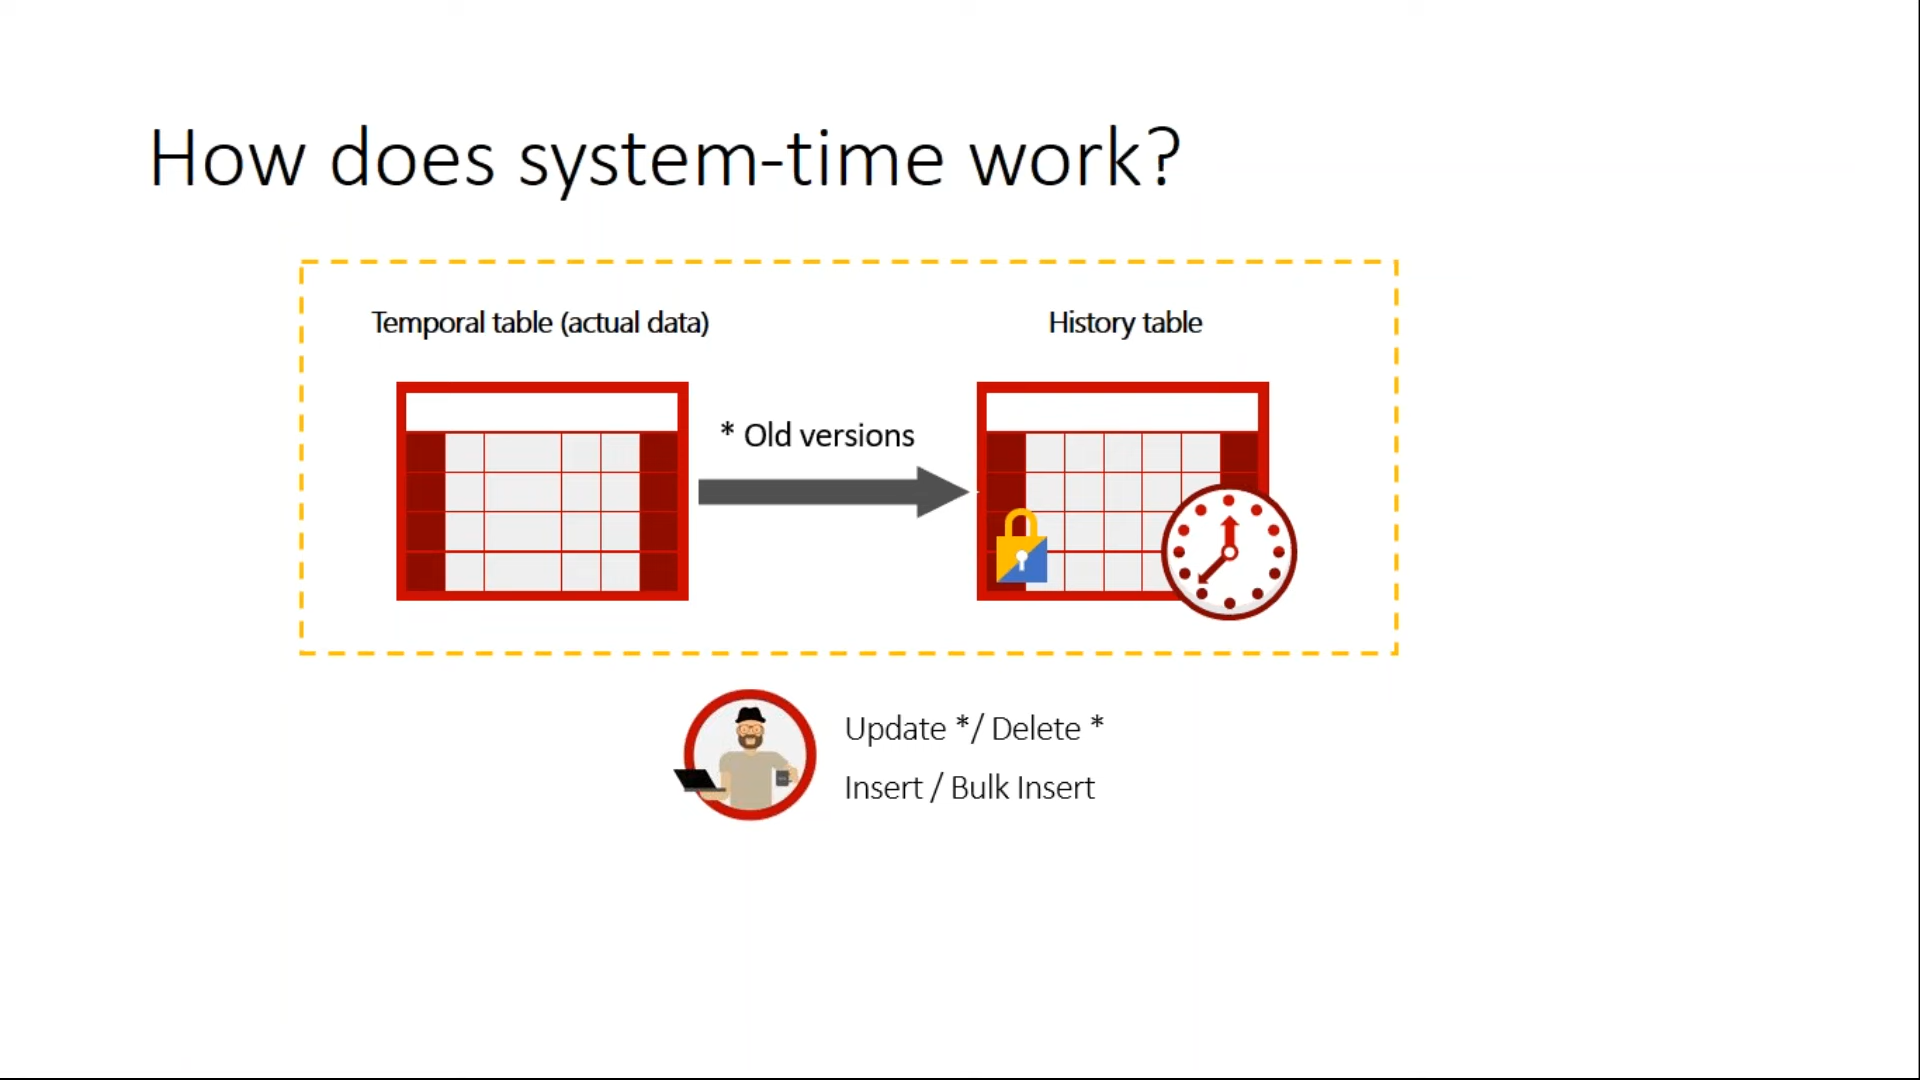 How does system-time work?
Temporal table (actual data)
History table
* Old versions
Update */ Delete *
Insert / Bulk Insert